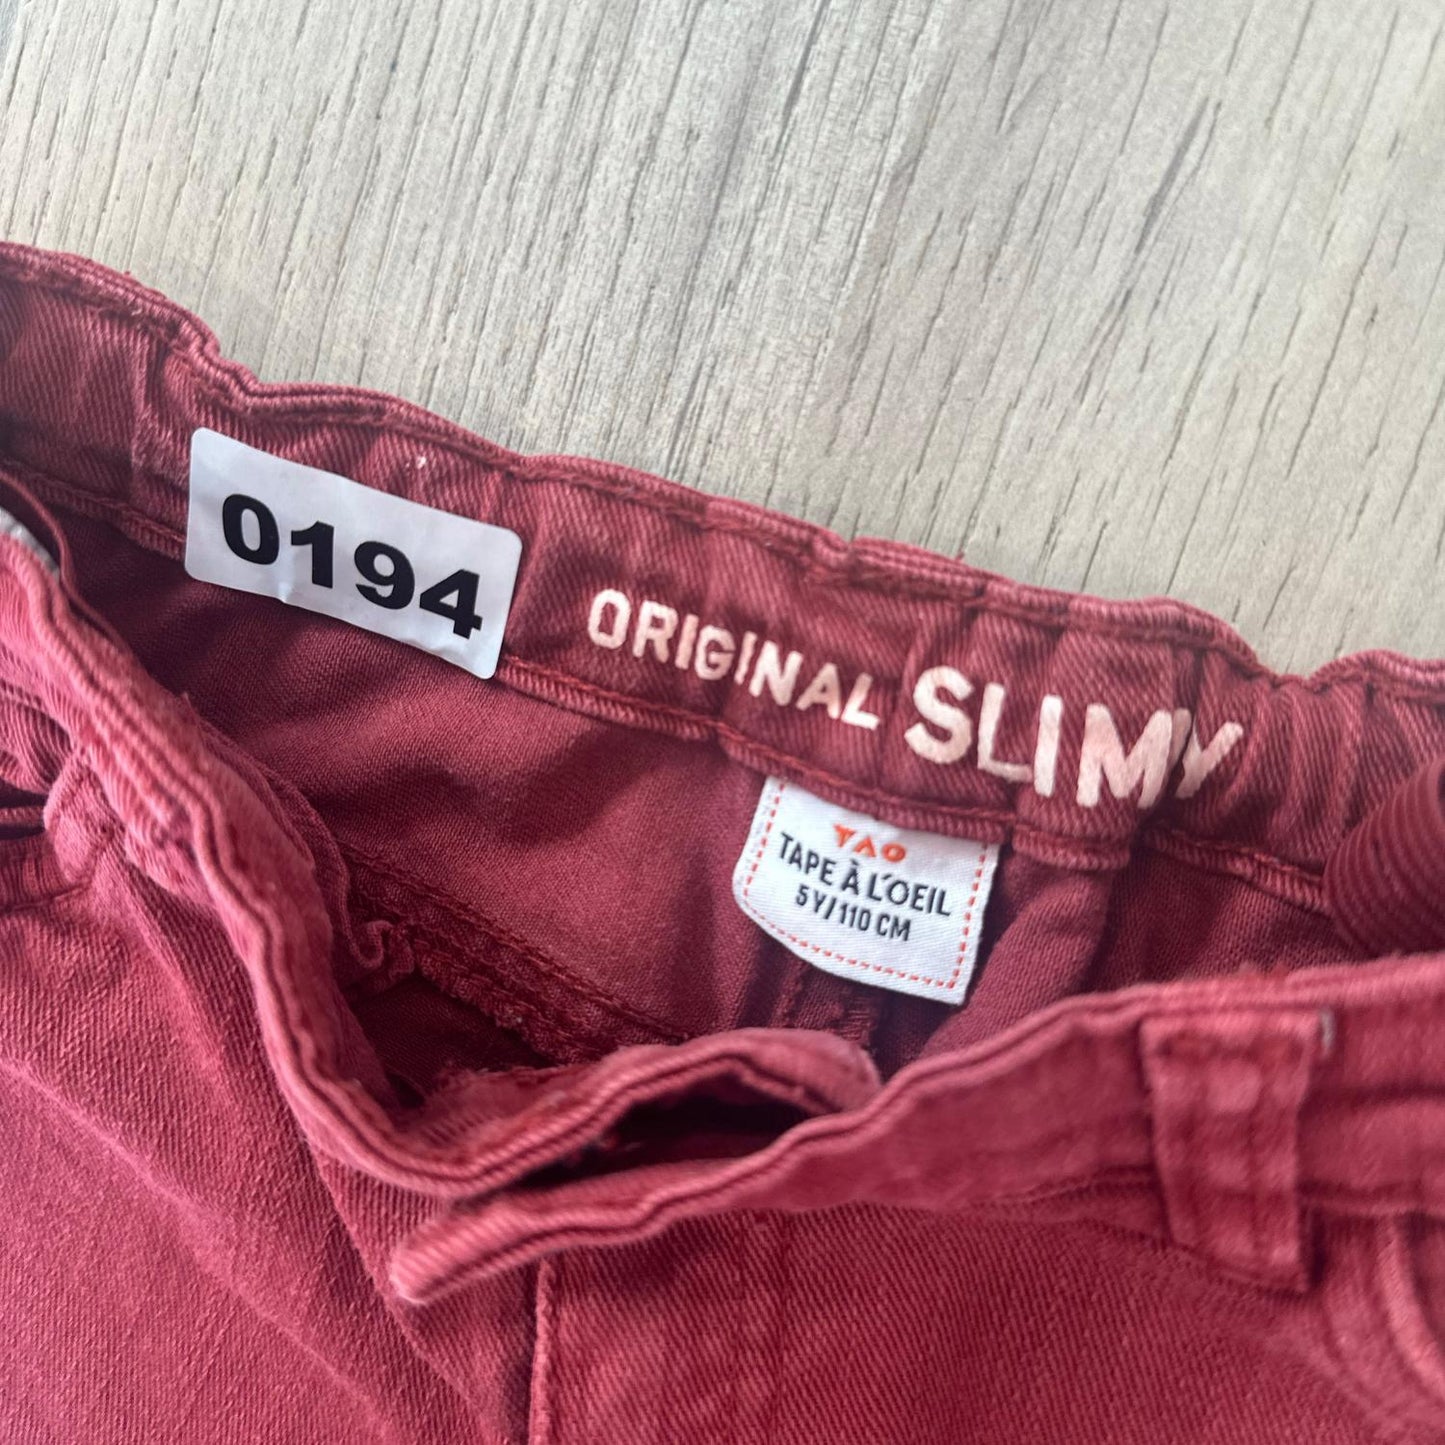 0194
ORIGINAL SLIMY
TAO
TAPE À L'OEIL
5Y/110 CM